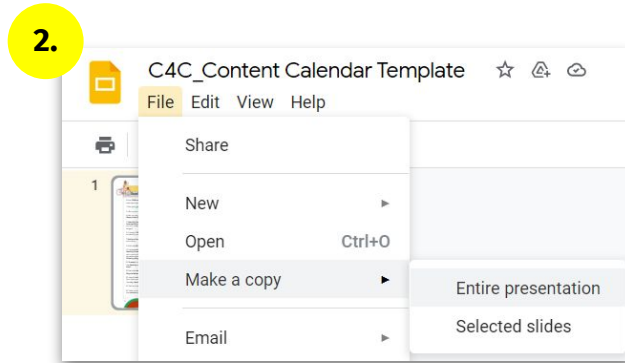 2.
C4C_Content Calendar Template
File Edit View Help
Share
1
New
Open Ctrl+O
Make a copy
Entire presentation
Selected slides
Email